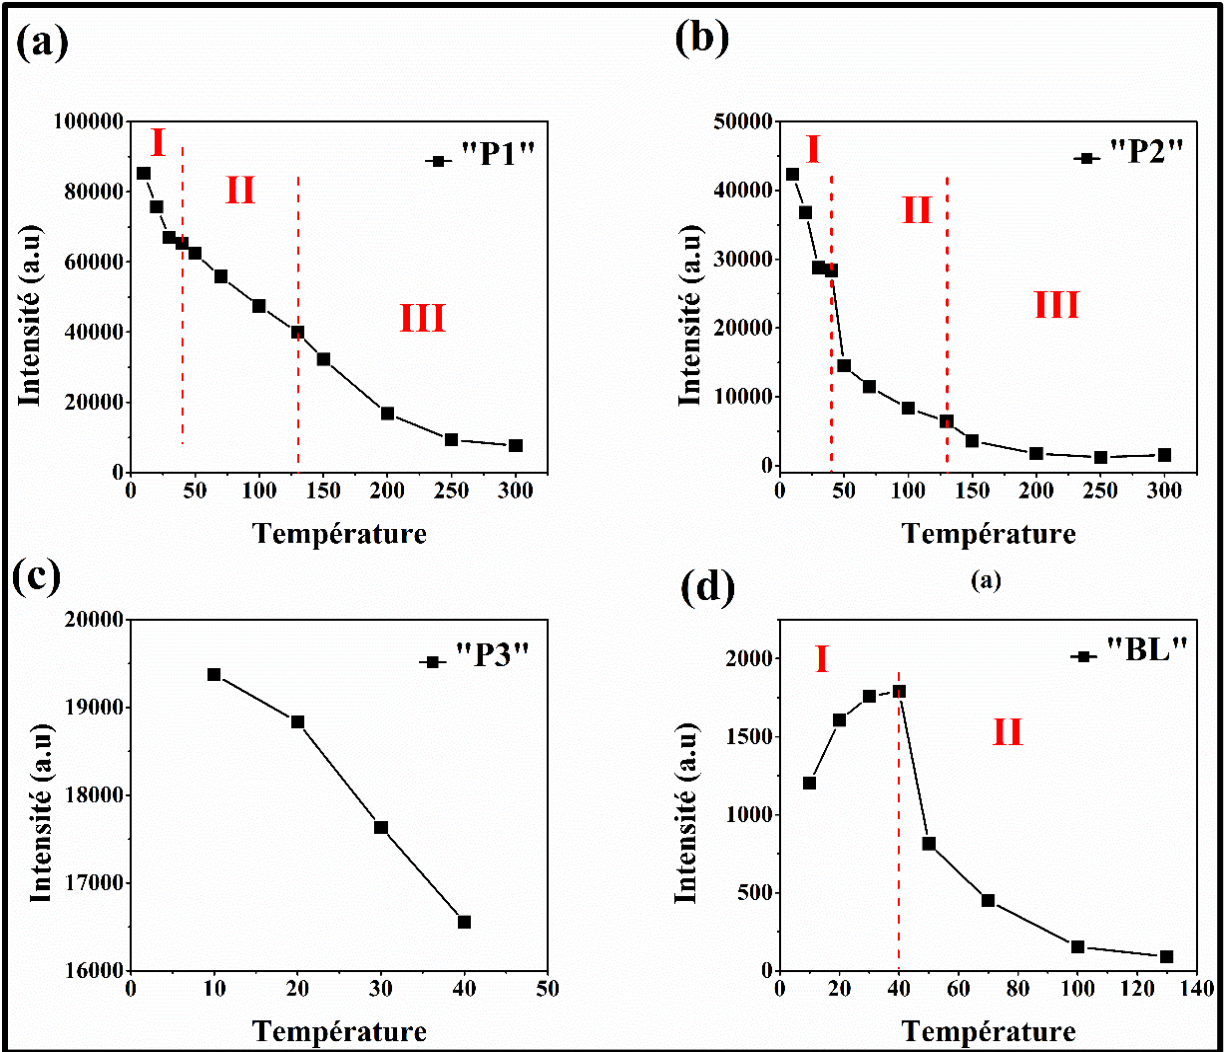 (a)
I
II
III
"P1"
100000
80000
60000
40000
20000
0
0 50 100 150 200 250 300
Intensité (a.u)
Température
(b)
I
II
III
"P2"
50000
40000
30000
20000
10000
0
0 50 100 150 200 250 300
Intensité (a.u)
Température
(a)
(c)
"P3"
20000
19000
18000
17000
16000
0 10 20 30 40 50
Intensité (a.u)
Température
(d)
I
II
"BL"
2000
1500
1000
500
0
0 20 40 60 80 100 120 140
Intensité (a.u)
Température